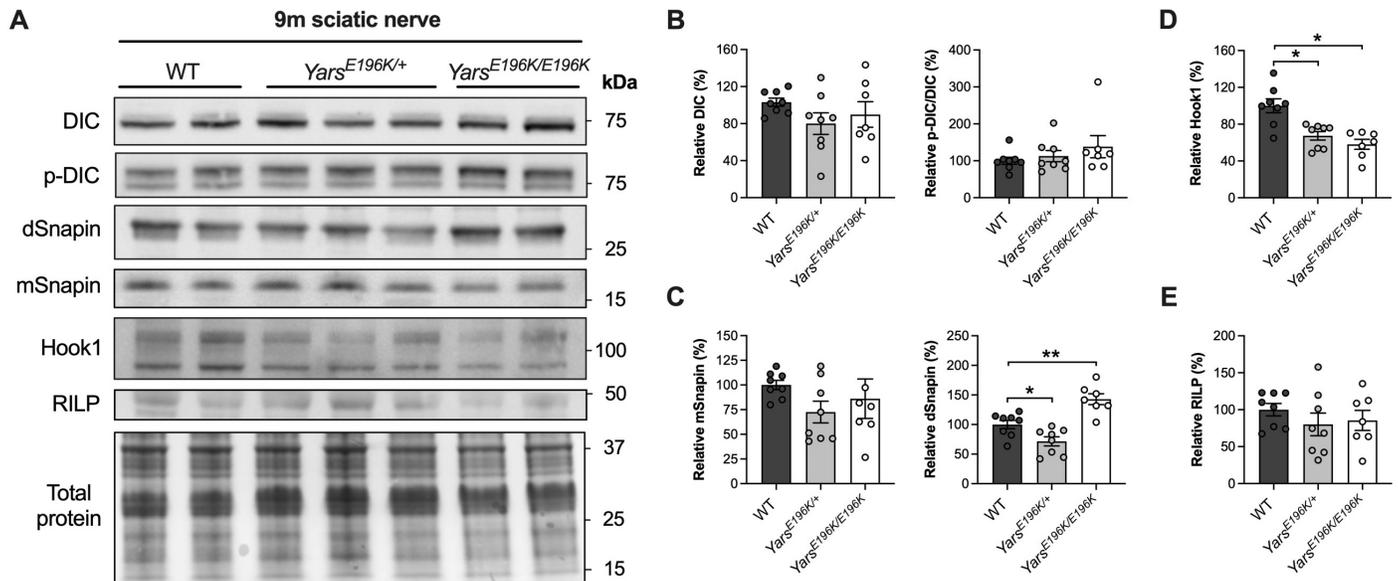 A
9m sciatic nerve
WT
Yars^E196K/+
Yars^E196K/E196K
kDa
DIC
75
p-DIC
75
dSnapin
25
mSnapin
15
Hook1
100
RILP
50
Total
protein
37
25
15
B
Relative DIC (%)
160
120
80
40
0
WT
Yars^E196K/+
Yars^E196K/E196K
Relative p-DIC/DIC (%)
400
300
200
100
0
WT
Yars^E196K/+
Yars^E196K/E196K
D
Relative Hook1 (%)
160
120
80
40
0
*
*
WT
Yars^E196K/+
Yars^E196K/E196K
C
Relative mSnapin (%)
150
125
100
75
50
25
0
WT
Yars^E196K/+
Yars^E196K/E196K
Relative dSnapin (%)
250
200
150
100
50
0
**
*
WT
Yars^E196K/+
Yars^E196K/E196K
E
Relative RILP (%)
200
150
100
50
0
WT
Yars^E196K/+
Yars^E196K/E196K